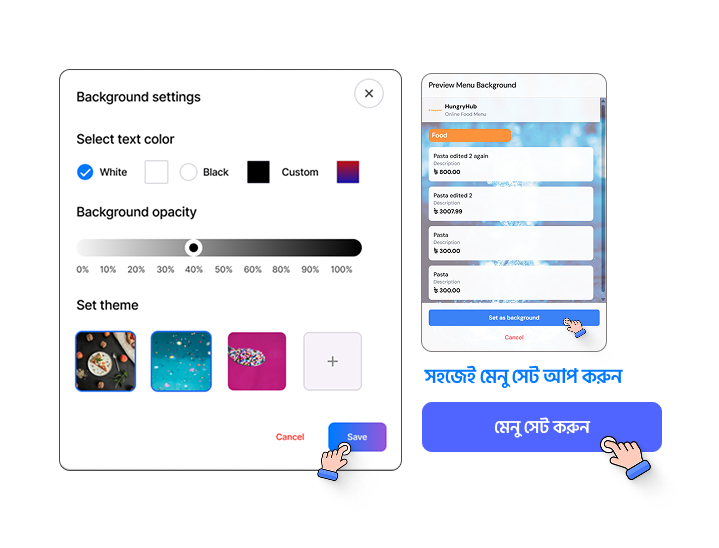 Background settings
Select text color
White
Black
Custom
Background opacity
0% 10% 20% 30% 40% 50% 60% 80% 90% 100%
Set theme
+
Cancel
Save
Preview Menu Background
HungryHub
Online Food Menu
Food
Pasta edited 2 again
Description
৳ 800.00
Pasta edited 2
Description
৳ 3007.99
Pasta
Description
৳ 300.00
Pasta
Description
৳ 300.00
Set as background
Cancel
সহজেই মেনু সেট আপ করুন
মেনু সেট করুন